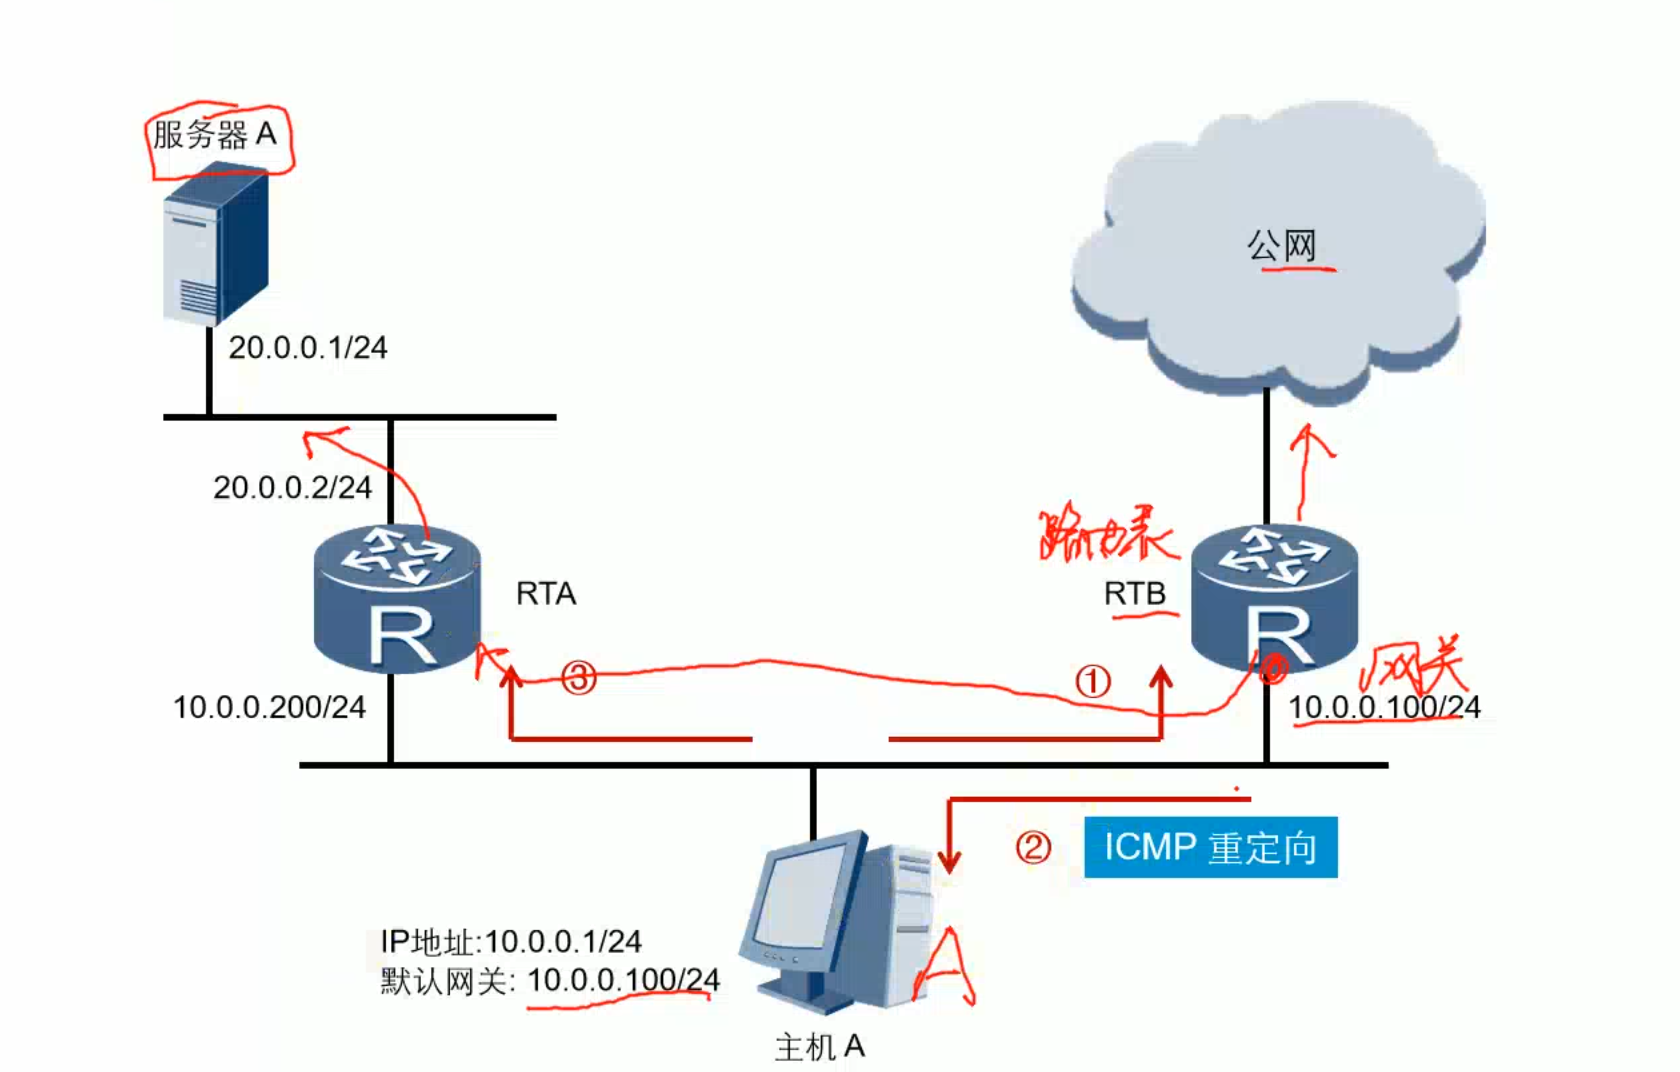 服务器 A
公网
20.0.0.1/24
20.0.0.2/24
路由表
RTA
RTB
R
R
③
①
网关
10.0.0.200/24
10.0.0.100/24
②
ICMP 重定向
IP地址:10.0.0.1/24
默认网关: 10.0.0.100/24
A
主机 A